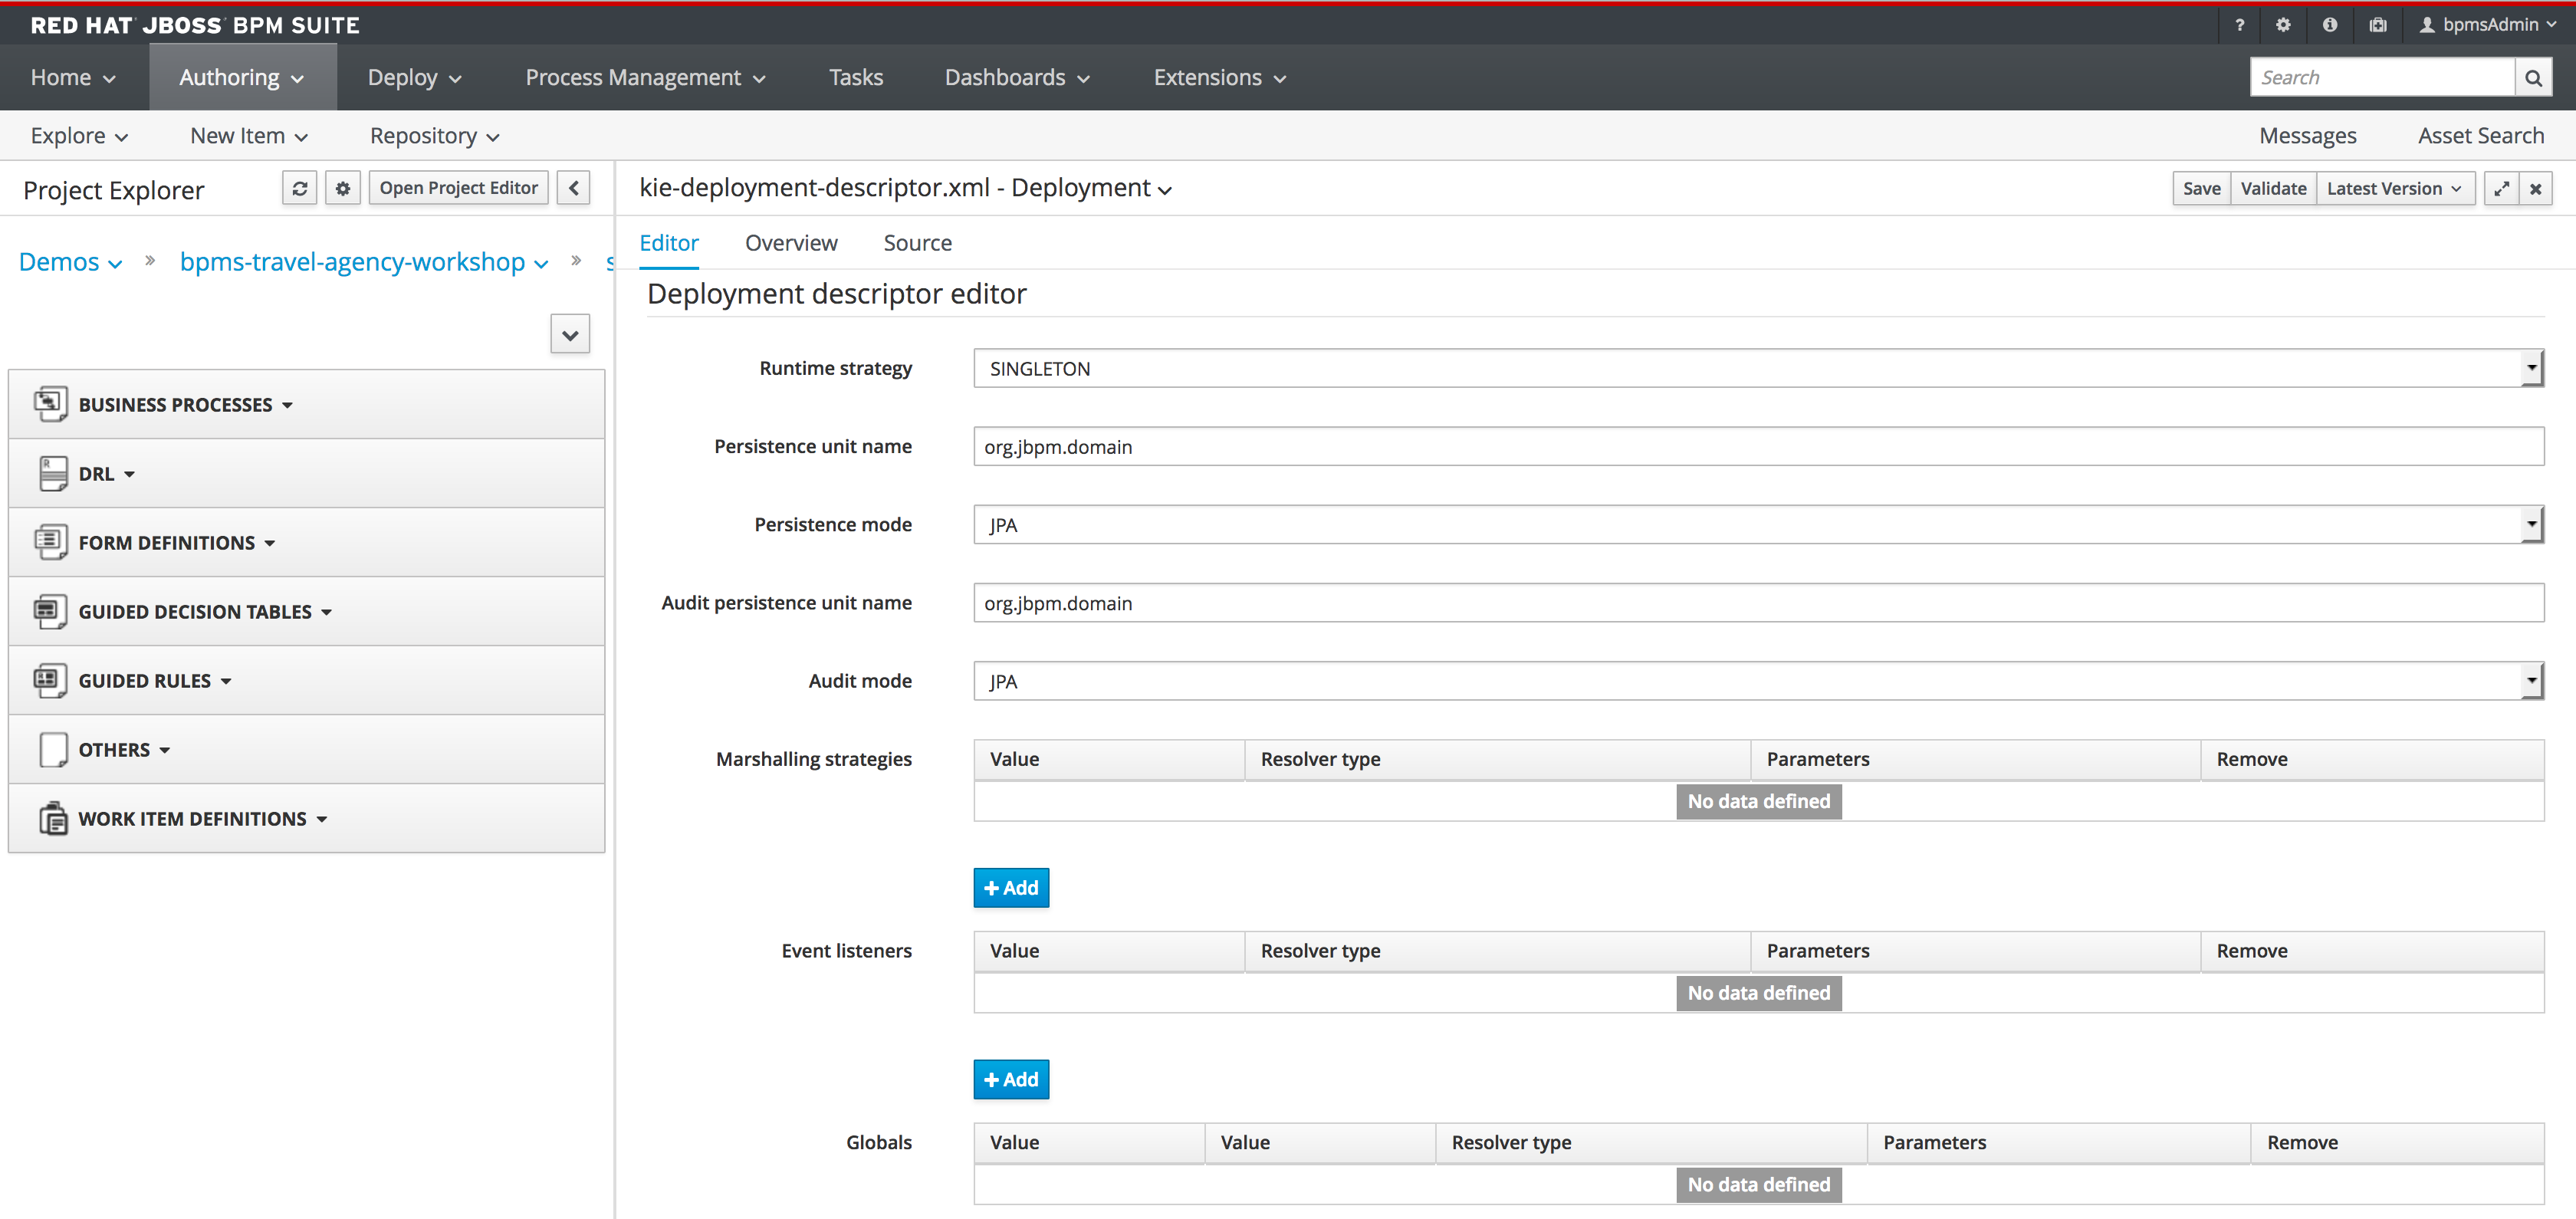 RED HAT JBOSS BPM SUITE
? bpmsAdmin
Home Authoring Deploy Process Management Tasks Dashboards Extensions Search
Explore New Item Repository Messages Asset Search
Project Explorer Open Project Editor
Demos » bpms-travel-agency-workshop »
BUSINESS PROCESSES
DRL
FORM DEFINITIONS
GUIDED DECISION TABLES
GUIDED RULES
OTHERS
WORK ITEM DEFINITIONS
kie-deployment-descriptor.xml - Deployment Save Validate Latest Version
Editor Overview Source
Deployment descriptor editor
Runtime strategy SINGLETON
Persistence unit name org.jbpm.domain
Persistence mode JPA
Audit persistence unit name org.jbpm.domain
Audit mode JPA
Marshalling strategies Value Resolver type Parameters Remove
No data defined
+ Add
Event listeners Value Resolver type Parameters Remove
No data defined
+ Add
Globals Value Value Resolver type Parameters Remove
No data defined